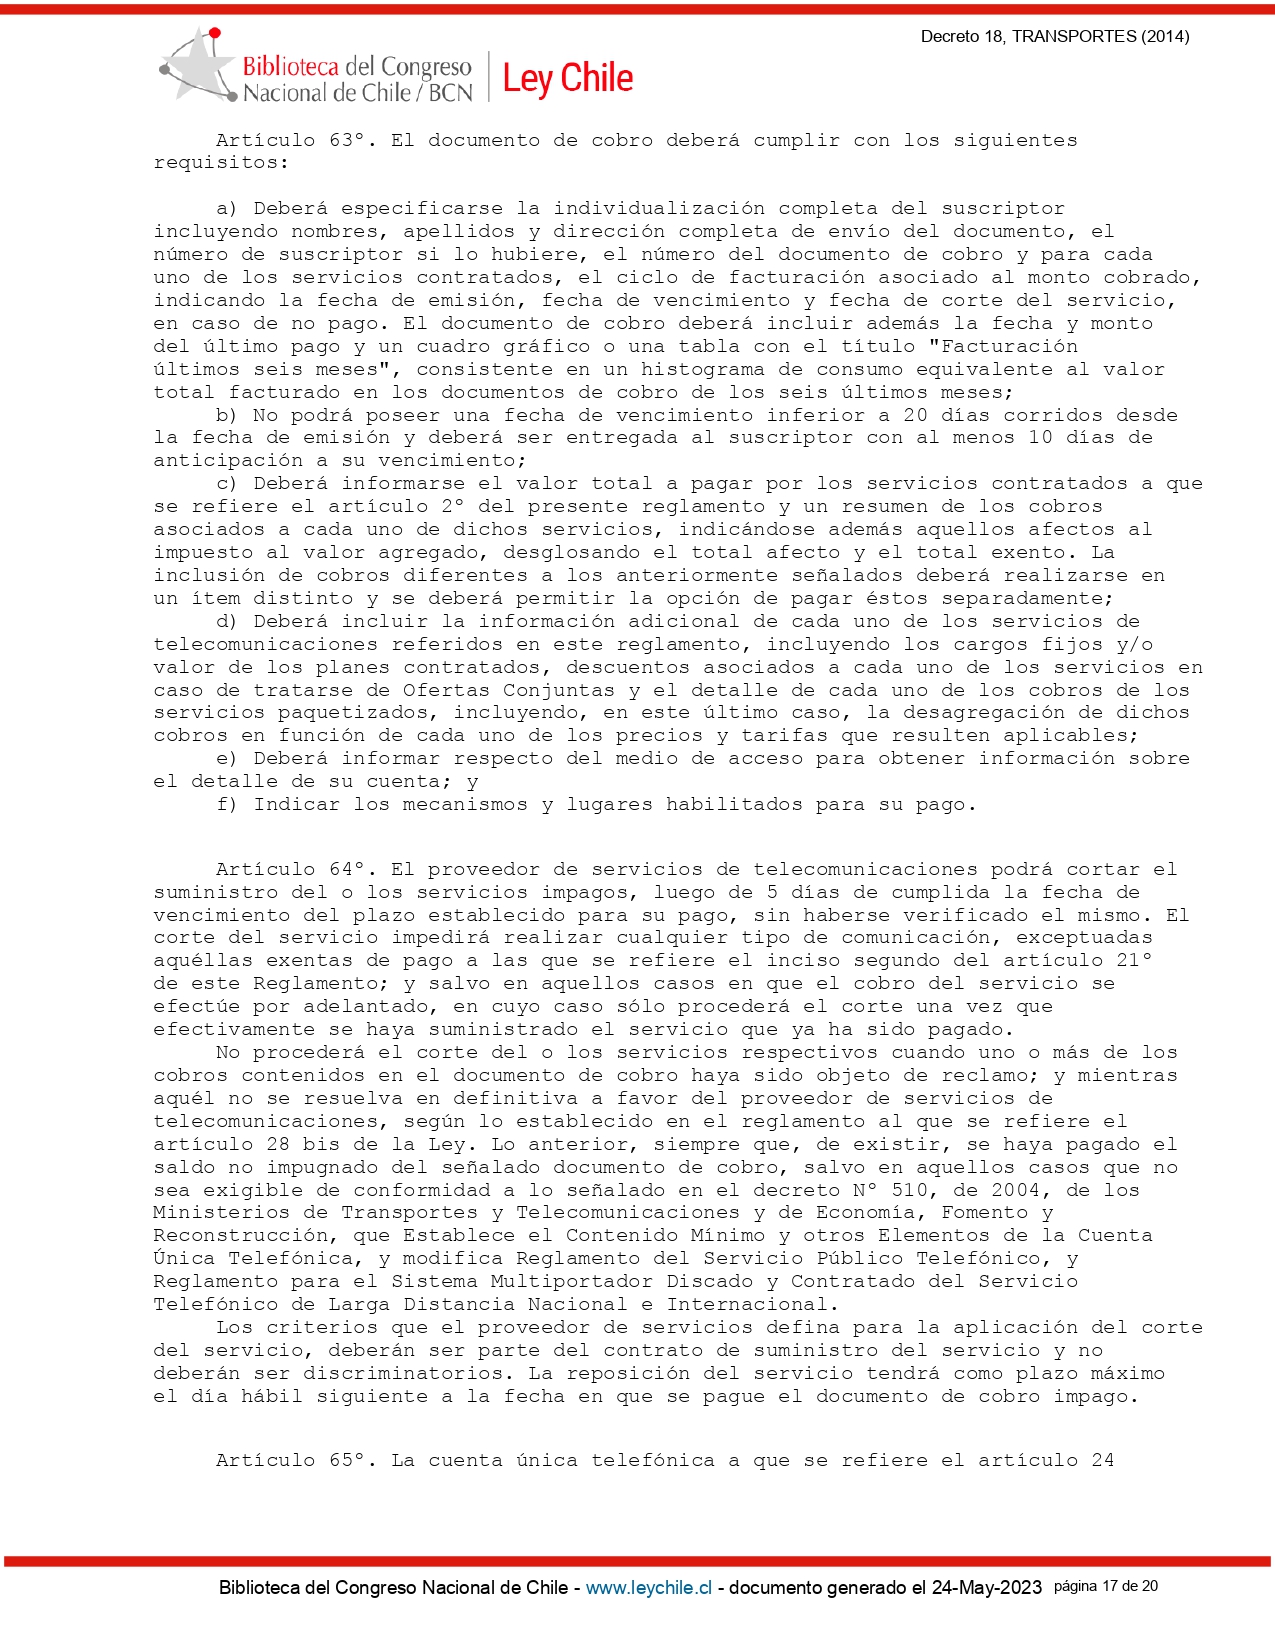 Decreto 18, TRANSPORTES (2014)
Biblioteca del Congreso
Nacional de Chile / BCN
Ley Chile
Artículo 63º. El documento de cobro deberá cumplir con los siguientes
requisitos:
a) Deberá especificarse la individualización completa del suscriptor
incluyendo nombres, apellidos y dirección completa de envío del documento, el
número de suscriptor si lo hubiere, el número del documento de cobro y para cada
uno de los servicios contratados, el ciclo de facturación asociado al monto cobrado,
indicando la fecha de emisión, fecha de vencimiento y fecha de corte del servicio,
en caso de no pago. El documento de cobro deberá incluir además la fecha y monto
del último pago y un cuadro gráfico o una tabla con el título "Facturación
últimos seis meses", consistente en un histograma de consumo equivalente al valor
total facturado en los documentos de cobro de los seis últimos meses;
b) No podrá poseer una fecha de vencimiento inferior a 20 días corridos desde
la fecha de emisión y deberá ser entregada al suscriptor con al menos 10 días de
anticipación a su vencimiento;
c) Deberá informarse el valor total a pagar por los servicios contratados a que
se refiere el artículo 2º del presente reglamento y un resumen de los cobros
asociados a cada uno de dichos servicios, indicándose además aquellos afectos al
impuesto al valor agregado, desglosando el total afecto y el total exento. La
inclusión de cobros diferentes a los anteriormente señalados deberá realizarse en
un ítem distinto y se deberá permitir la opción de pagar éstos separadamente;
d) Deberá incluir la información adicional de cada uno de los servicios de
telecomunicaciones referidos en este reglamento, incluyendo los cargos fijos y/o
valor de los planes contratados, descuentos asociados a cada uno de los servicios en
caso de tratarse de Ofertas Conjuntas y el detalle de cada uno de los cobros de los
servicios paquetizados, incluyendo, en este último caso, la desagregación de dichos
cobros en función de cada uno de los precios y tarifas que resulten aplicables;
e) Deberá informar respecto del medio de acceso para obtener información sobre
el detalle de su cuenta; y
f) Indicar los mecanismos y lugares habilitados para su pago.
Artículo 64º. El proveedor de servicios de telecomunicaciones podrá cortar el
suministro del o los servicios impagos, luego de 5 días de cumplida la fecha de
vencimiento del plazo establecido para su pago, sin haberse verificado el mismo. El
corte del servicio impedirá realizar cualquier tipo de comunicación, exceptuadas
aquéllas exentas de pago a las que se refiere el inciso segundo del artículo 21º
de este Reglamento; y salvo en aquellos casos en que el cobro del servicio se
efectúe por adelantado, en cuyo caso sólo procederá el corte una vez que
efectivamente se haya suministrado el servicio que ya ha sido pagado.
No procederá el corte del o los servicios respectivos cuando uno o más de los
cobros contenidos en el documento de cobro haya sido objeto de reclamo; y mientras
aquél no se resuelva en definitiva a favor del proveedor de servicios de
telecomunicaciones, según lo establecido en el reglamento al que se refiere el
artículo 28 bis de la Ley. Lo anterior, siempre que, de existir, se haya pagado el
saldo no impugnado del señalado documento de cobro, salvo en aquellos casos que no
sea exigible de conformidad a lo señalado en el decreto Nº 510, de 2004, de los
Ministerios de Transportes y Telecomunicaciones y de Economía, Fomento y
Reconstrucción, que Establece el Contenido Mínimo y otros Elementos de la Cuenta
Única Telefónica, y modifica Reglamento del Servicio Público Telefónico, y
Reglamento para el Sistema Multiportador Discado y Contratado del Servicio
Telefónico de Larga Distancia Nacional e Internacional.
Los criterios que el proveedor de servicios defina para la aplicación del corte
del servicio, deberán ser parte del contrato de suministro del servicio y no
deberán ser discriminatorios. La reposición del servicio tendrá como plazo máximo
el día hábil siguiente a la fecha en que se pague el documento de cobro impago.
Artículo 65º. La cuenta única telefónica a que se refiere el artículo 24
Biblioteca del Congreso Nacional de Chile - www.leychile.cl - documento generado el 24-May-2023 página 17 de 20